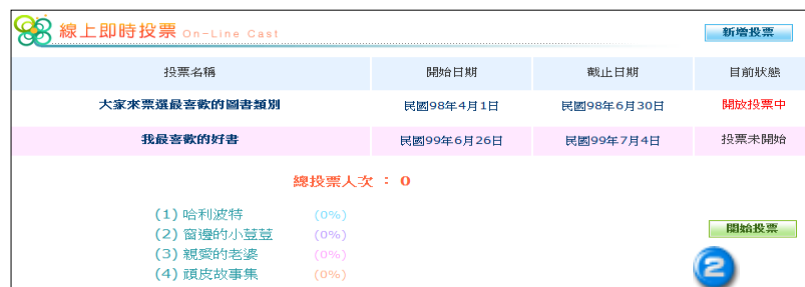 線上即時投票 On-Line Cast 新增投票
投票名稱 開始日期 截止日期 目前狀態
大家來票選最喜歡的圖書類別 民國98年4月1日 民國98年6月30日 開放投票中
我最喜歡的好書 民國99年6月26日 民國99年7月4日 投票未開始
總投票人次 : 0
(1) 哈利波特 (0%)
(2) 窗邊的小荳荳 (0%)
開始投票
(3) 親愛的老婆 (0%)
(4) 頑皮故事集 (0%)
2